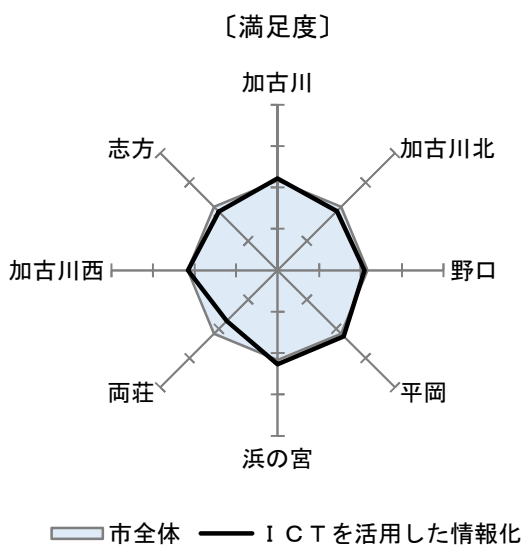 〔満足度〕
加古川
志方
加古川北
加古川西
野口
両荘
平岡
浜の宮
市全体
ＩＣＴを活用した情報化